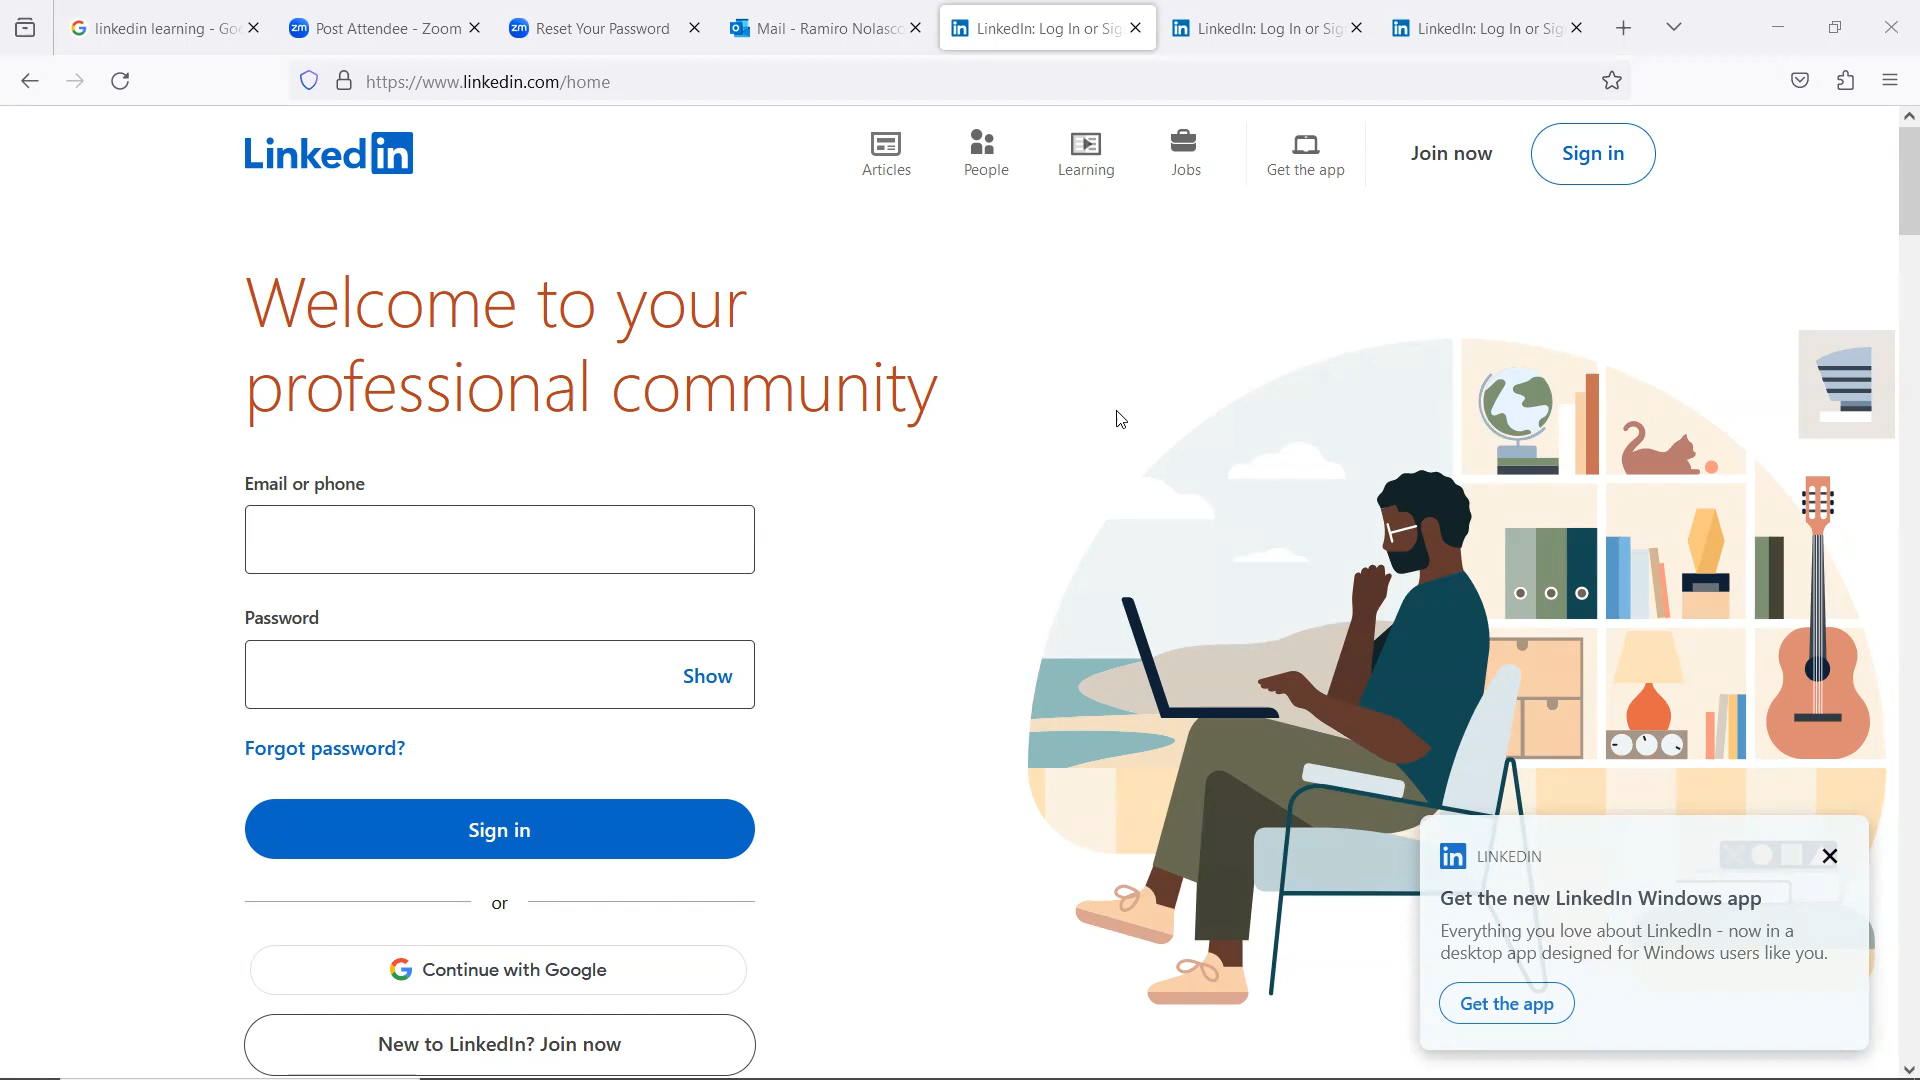 linkedin learning - Go
Post Attendee - Zoom
Reset Your Password
Mail - Ramiro Nolasco
LinkedIn: Log In or Sig
LinkedIn: Log In or Sig
LinkedIn: Log In or Sig
https://www.linkedin.com/home
Linked in
Articles
People
Learning
Jobs
Get the app
Join now
Sign in
Welcome to your
professional community
Email or phone
Password
Show
Forgot password?
Sign in
or
Continue with Google
New to LinkedIn? Join now
in LINKEDIN
Get the new LinkedIn Windows app
Everything you love about LinkedIn - now in a
desktop app designed for Windows users like you.
Get the app